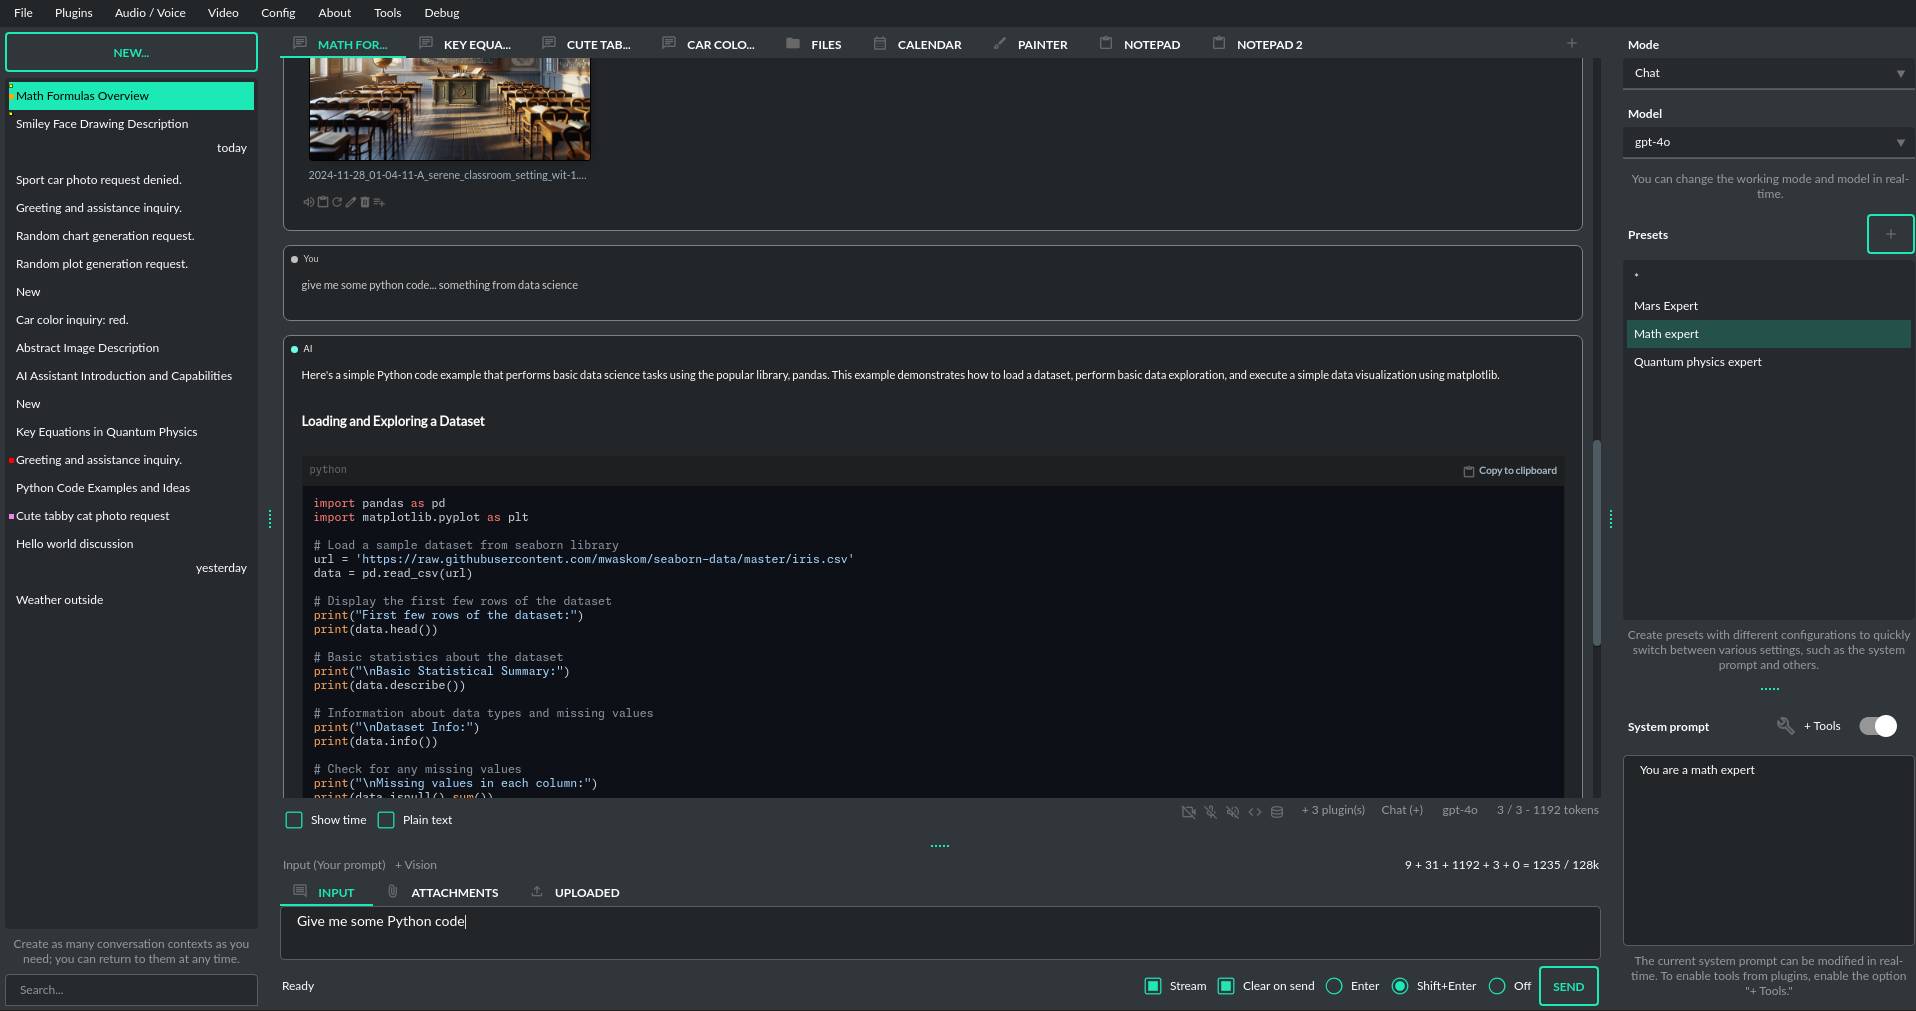 File Plugins Audio / Voice Video Config About Tools Debug
NEW...
Math Formulas Overview
Smiley Face Drawing Description
today
Sport car photo request denied.
Greeting and assistance inquiry.
Random chart generation request.
Random plot generation request.
New
Car color inquiry: red.
Abstract Image Description
AI Assistant Introduction and Capabilities
New
Key Equations in Quantum Physics
Greeting and assistance inquiry.
Python Code Examples and Ideas
Cute tabby cat photo request
Hello world discussion
yesterday
Weather outside
Create as many conversation contexts as you
need; you can return to them at any time.
Search...
MATH FOR... KEY EQUA... CUTE TAB... CAR COLO... FILES CALENDAR PAINTER NOTEPAD NOTEPAD 2
2024-11-28_01-04-11-A_serene_classroom_setting_wit-1....
You
give me some python code... something from data science
AI
Here's a simple Python code example that performs basic data science tasks using the popular library, pandas. This example demonstrates how to load a dataset, perform basic data exploration, and execute a simple data visualization using matplotlib.
Loading and Exploring a Dataset
python Copy to clipboard
import pandas as pd
import matplotlib.pyplot as plt
# Load a sample dataset from seaborn library
url = 'https://raw.githubusercontent.com/mwaskom/seaborn-data/master/iris.csv'
data = pd.read_csv(url)
# Display the first few rows of the dataset
print("First few rows of the dataset:")
print(data.head())
# Basic statistics about the dataset
print("\nBasic Statistical Summary:")
print(data.describe())
# Information about data types and missing values
print("\nDataset Info:")
print(data.info())
# Check for any missing values
print("\nMissing values in each column:")
print(data.isnull().sum())
Show time Plain text
+ 3 plugin(s) Chat (+) gpt-4o 3 / 3 - 1192 tokens
Input (Your prompt) + Vision
9 + 31 + 1192 + 3 + 0 = 1235 / 128k
INPUT ATTACHMENTS UPLOADED
Give me some Python code
Ready
Stream Clear on send Enter Shift+Enter Off SEND
Mode
Chat
Model
gpt-4o
You can change the working mode and model in real-
time.
Presets +
*
Mars Expert
Math expert
Quantum physics expert
Create presets with different configurations to quickly
switch between various settings, such as the system
prompt and others.
System prompt + Tools
You are a math expert
The current system prompt can be modified in real-
time. To enable tools from plugins, enable the option
"+ Tools."